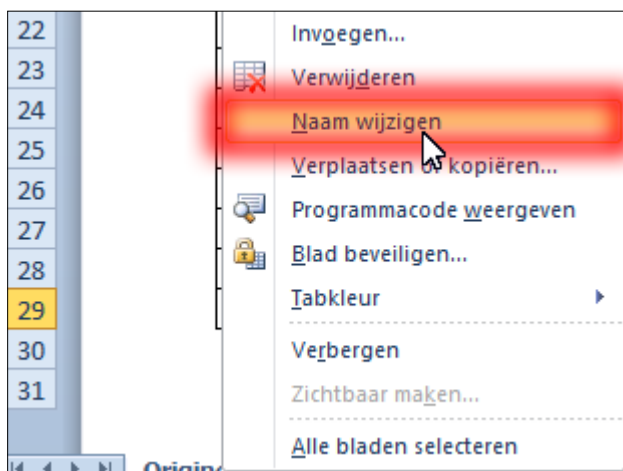 22
23
24
25
26
27
28
29
30
31
Invoegen...
Verwijderen
Naam wijzigen
Verplaatsen of kopiëren...
Programmacode weergeven
Blad beveiligen...
Tabkleur
Verbergen
Zichtbaar maken...
Alle bladen selecteren